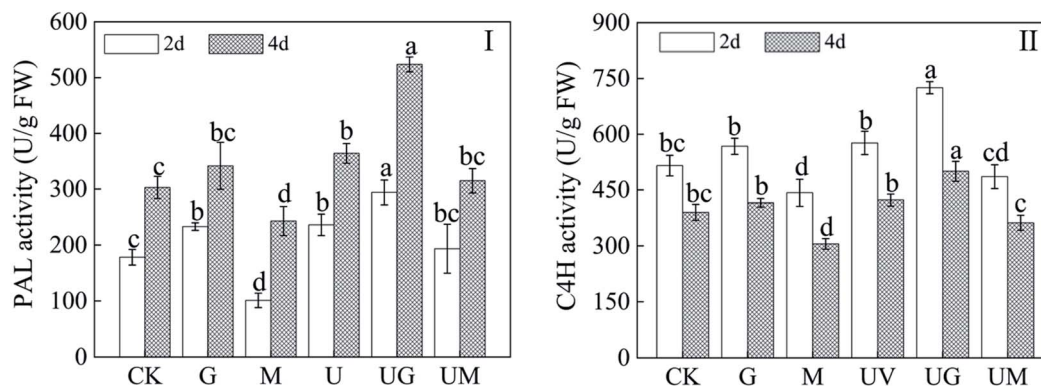 PAL activity (U/g FW)
600
500
400
300
200
100
0
2d 4d
I
c
c
b
bc
d
d
b
b
a
a
bc
bc
CK G M U UG UM
C4H activity (U/g FW)
900
750
600
450
300
150
0
2d 4d
II
bc
bc
b
b
d
d
b
b
a
a
cd
c
CK G M UV UG UM